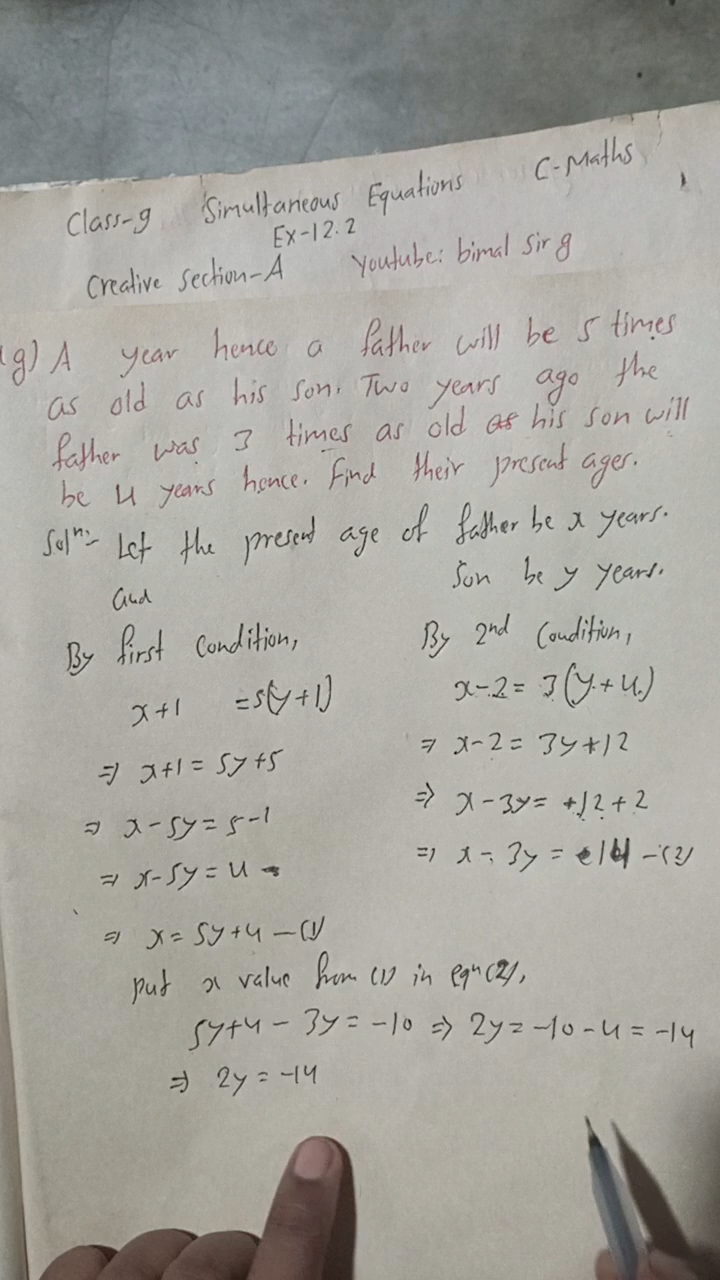 Class-9 Simultaneous Equations C-Maths
Ex-12.2
Creative Section-A Youtube: bimal sir g
g) A year hence a father will be 5 times
as old as his son. Two years ago the
father was 3 times as old as his son will
be 4 years hence. Find their present ages.
Solⁿ:- Let the present age of father be x years.
and Son be y years.
By first condition,
x+1 =5(y+1)
⇒ x+1 = 5y+5
⇒ x-5y = 5-1
⇒ x-5y = 4
⇒ x = 5y+4 -(1)
By 2nd Condition,
x-2 = 3(y+4)
⇒ x-2 = 3y+12
⇒ x-3y = +12+2
⇒ x-3y = 14 -(2)
put x value from (1) in eqⁿ(2),
5y+4-3y = -10 ⇒ 2y = -10-4 = -14
⇒ 2y = -14